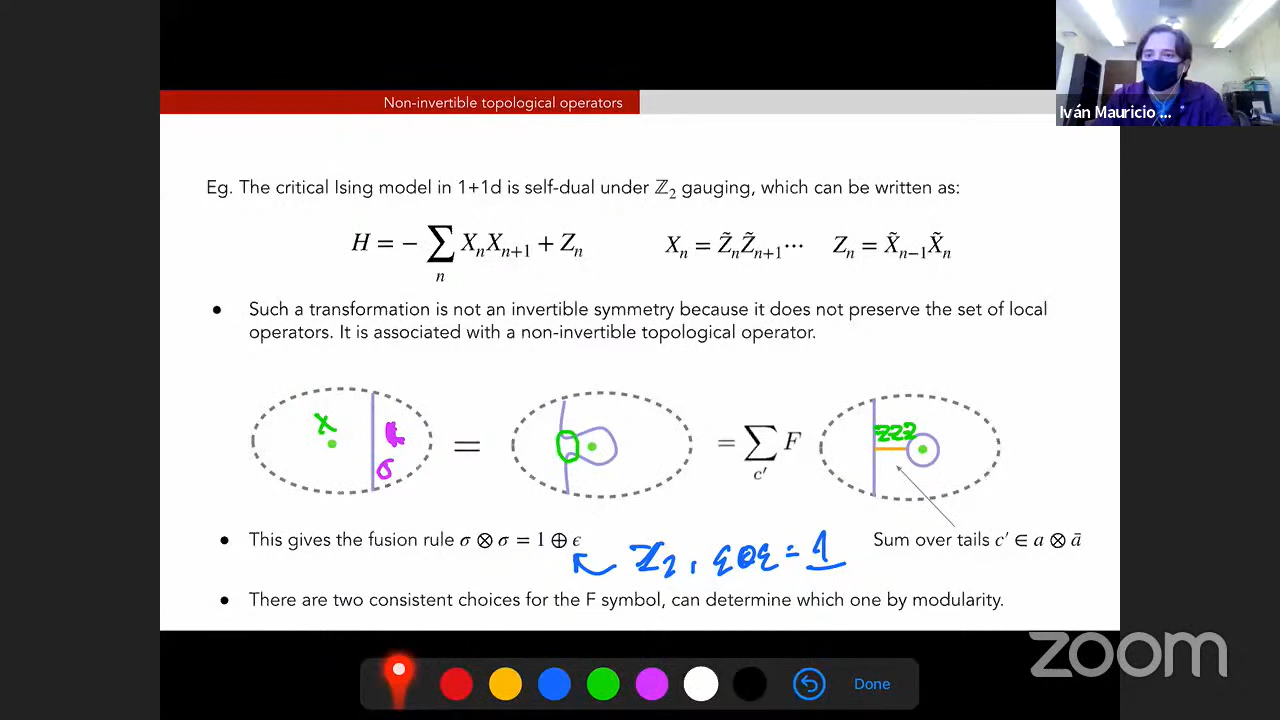 Iván Mauricio ...
Non-invertible topological operators
Eg. The critical Ising model in 1+1d is self-dual under ℤ₂ gauging, which can be written as:
H = − ∑ₙ XₙXₙ₊₁ + Zₙ    Xₙ = Z̃ₙZ̃ₙ₊₁⋯    Zₙ = X̃ₙ₋₁X̃ₙ
● Such a transformation is not an invertible symmetry because it does not preserve the set of local
operators. It is associated with a non-invertible topological operator.
X
σ
=
= ∑c′ F
ZZZ
● This gives the fusion rule σ ⊗ σ = 1 ⊕ ϵ
ℤ₂, ε⊗ε = 1
Sum over tails c′ ∈ a ⊗ ā
● There are two consistent choices for the F symbol, can determine which one by modularity.
zoom
Done